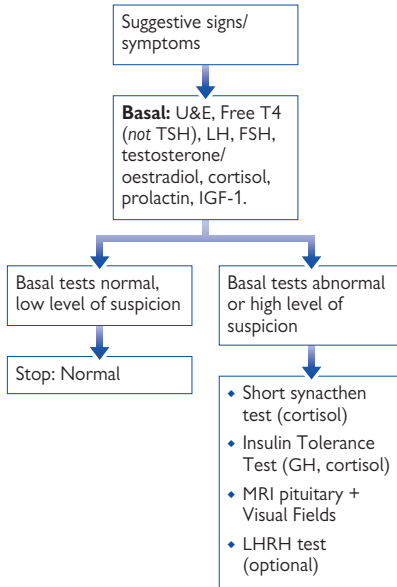 Suggestive signs/
symptoms
Basal: U&E, Free T4
(not TSH), LH, FSH,
testosterone/
oestradiol, cortisol,
prolactin, IGF-1.
Basal tests normal,
low level of suspicion
Stop: Normal
Basal tests abnormal
or high level of
suspicion
◆ Short synacthen
test (cortisol)
◆ Insulin Tolerance
Test (GH, cortisol)
◆ MRI pituitary +
Visual Fields
◆ LHRH test
(optional)